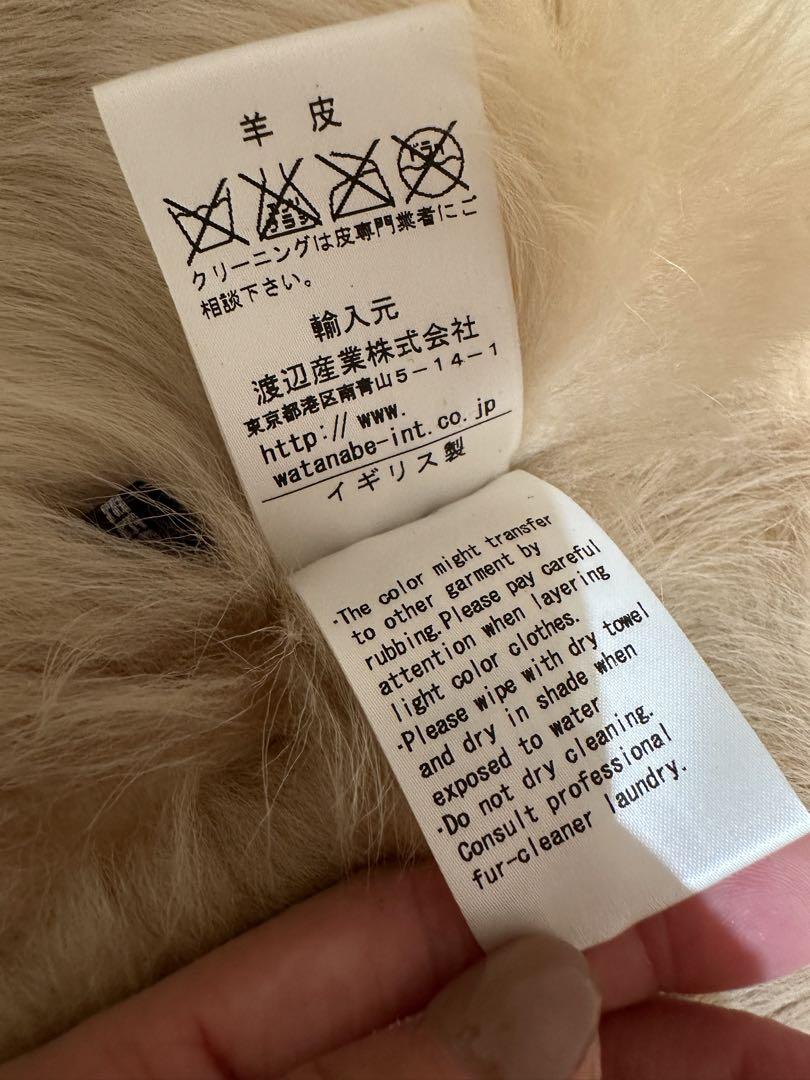 羊皮
エンソ
クリーニングは皮専門業者にご
相談下さい。
輸入元
渡辺産業株式会社
東京都港区南青山5-14-1
http://www.
watanabe-int.co.jp
イギリス製
・The color might transfer
to other garment by
rubbing.Please pay careful
attention when layering
light color clothes.
・Please wipe with dry towel
and dry in shade when
exposed to water.
・Do not dry cleaning.
Consult professional
fur-cleaner laundry.